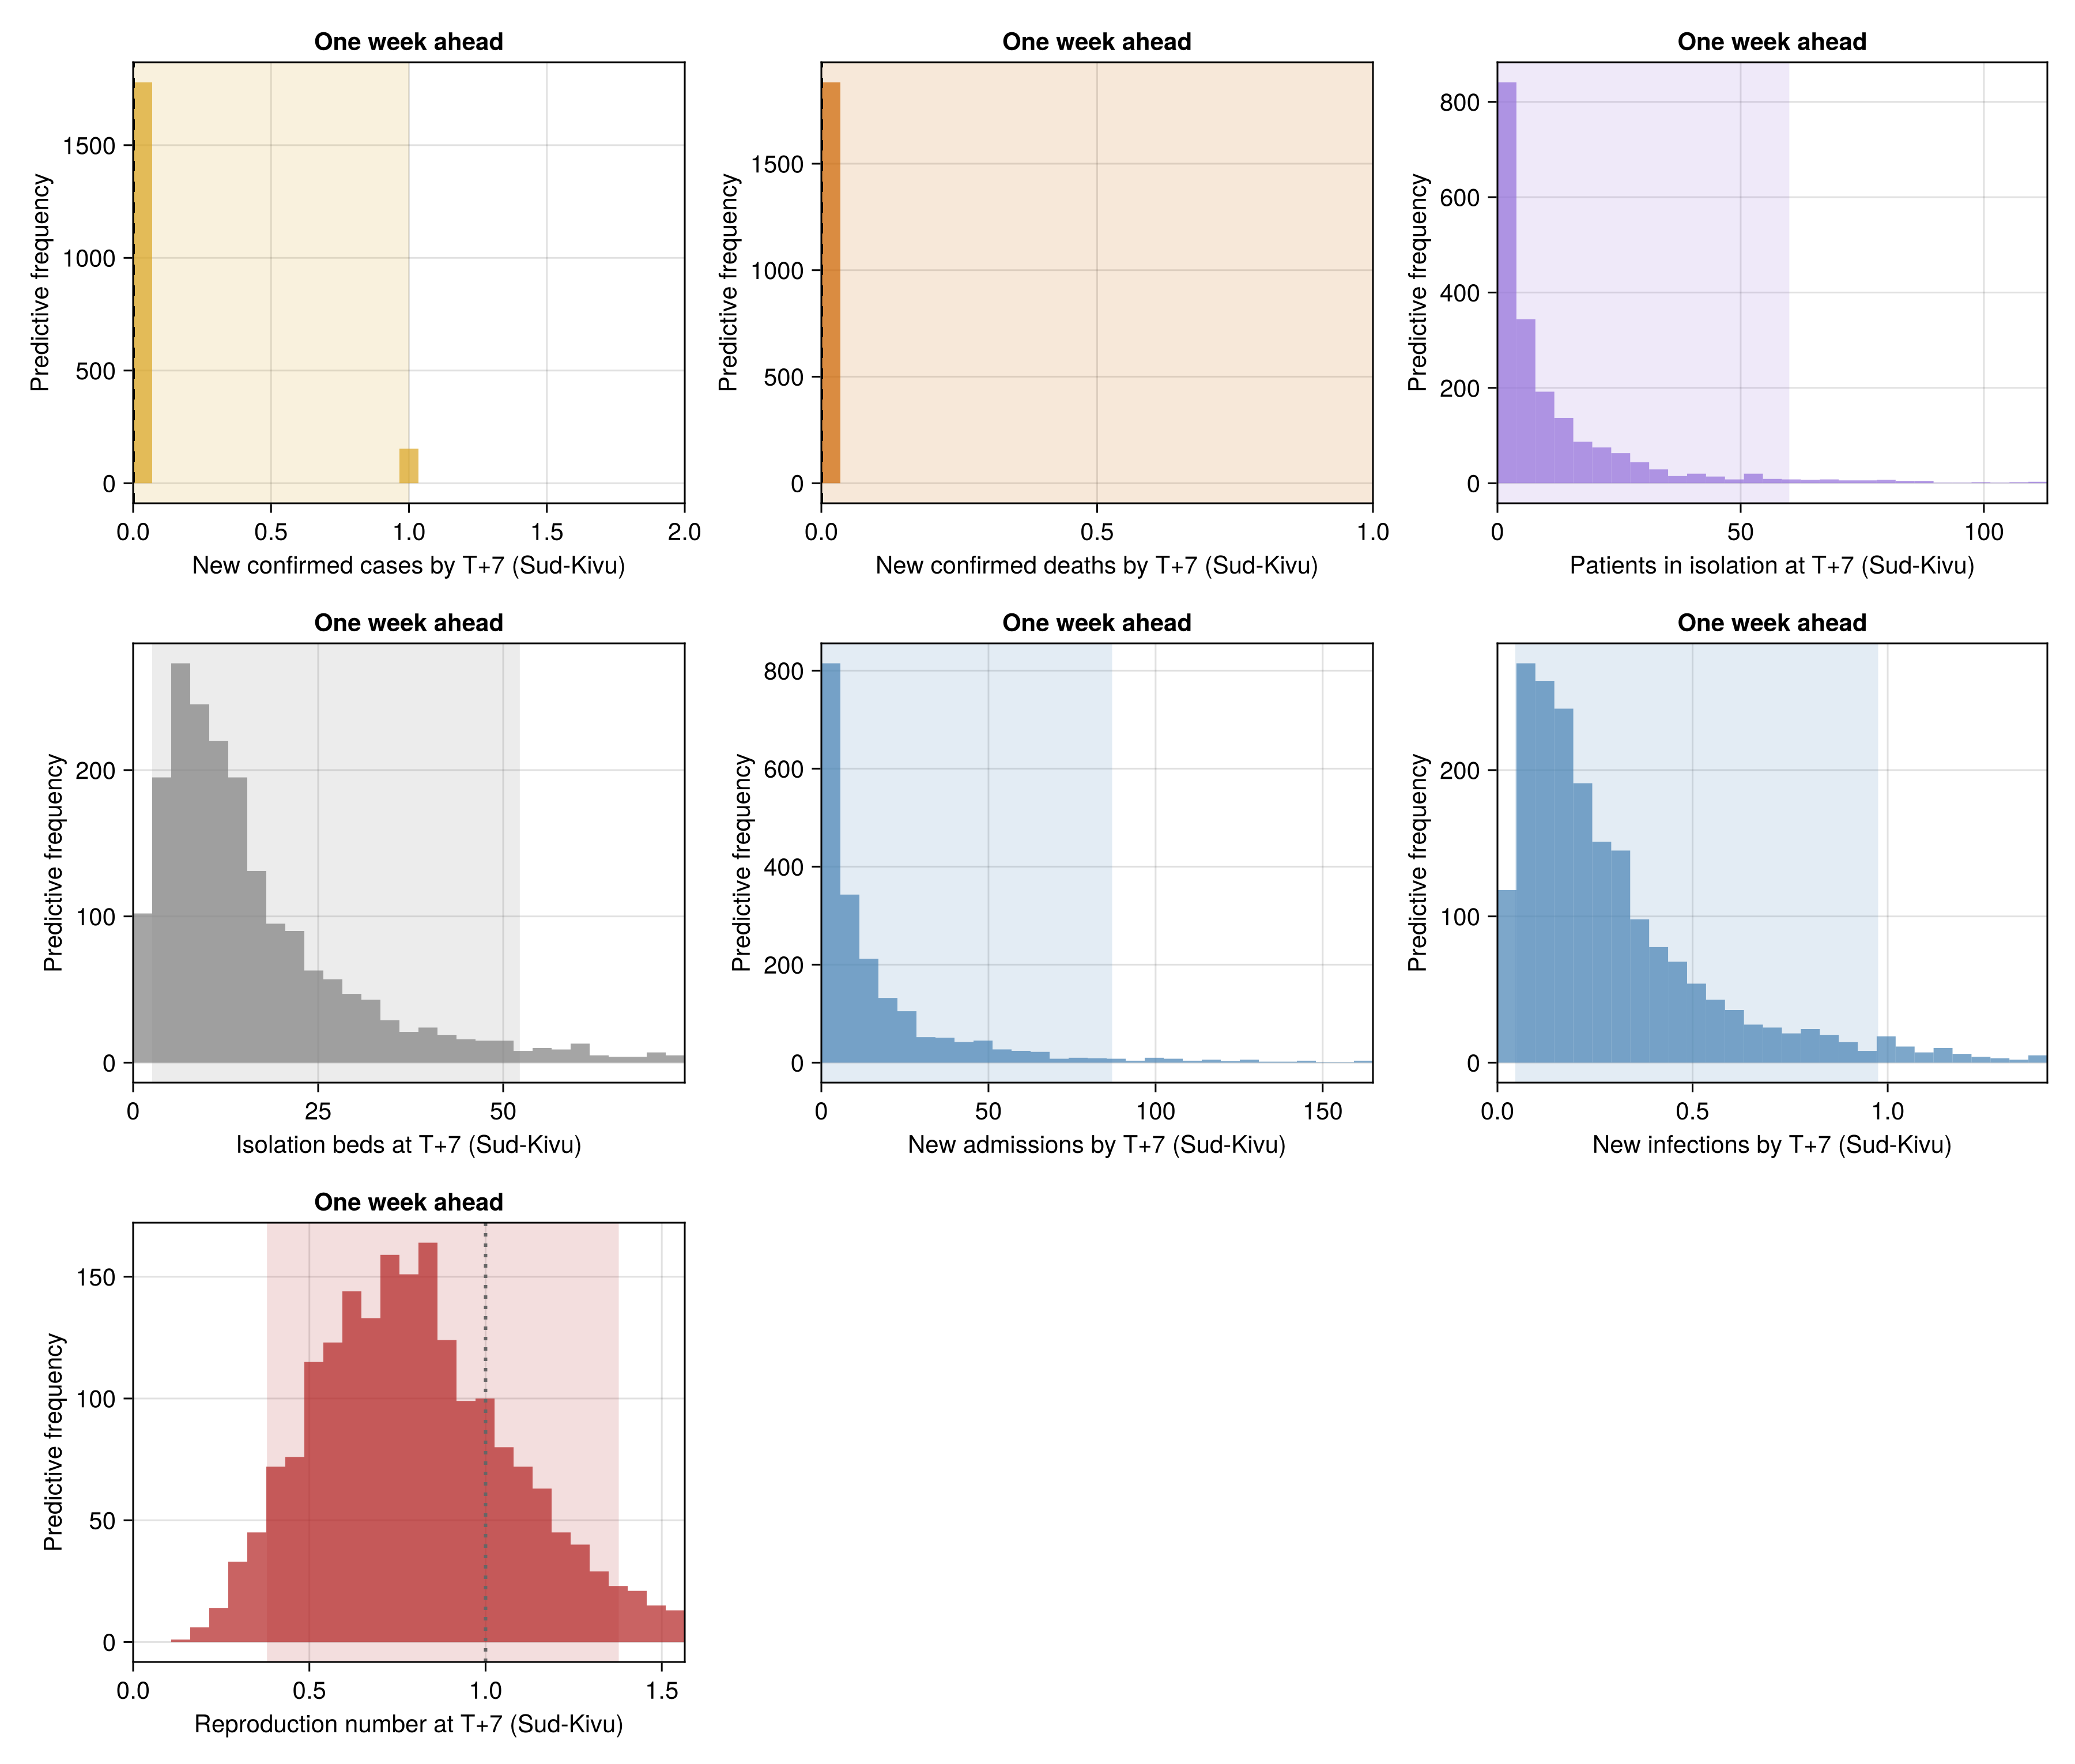 One week ahead
Predictive frequency
1500
1000
500
0
0.0 0.5 1.0 1.5 2.0
New confirmed cases by T+7 (Sud-Kivu)
One week ahead
Predictive frequency
1500
1000
500
0
0.0 0.5 1.0
New confirmed deaths by T+7 (Sud-Kivu)
One week ahead
Predictive frequency
800
600
400
200
0
0 50 100
Patients in isolation at T+7 (Sud-Kivu)
One week ahead
Predictive frequency
200
100
0
0 25 50
Isolation beds at T+7 (Sud-Kivu)
One week ahead
Predictive frequency
800
600
400
200
0
0 50 100 150
New admissions by T+7 (Sud-Kivu)
One week ahead
Predictive frequency
200
100
0
0.0 0.5 1.0
New infections by T+7 (Sud-Kivu)
One week ahead
Predictive frequency
150
100
50
0
0.0 0.5 1.0 1.5
Reproduction number at T+7 (Sud-Kivu)